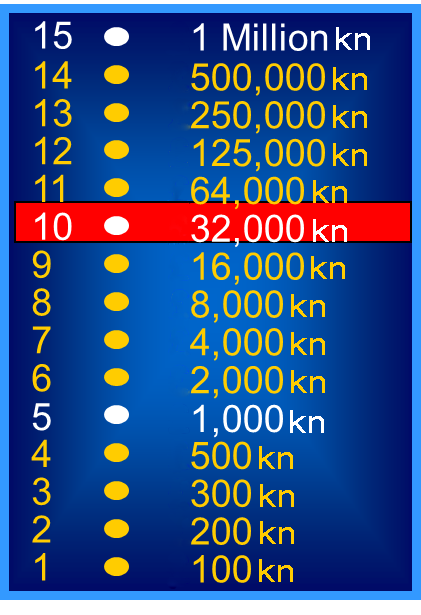 15 1 Million kn
14 500,000 kn
13 250,000 kn
12 125,000 kn
11 64,000 kn
10 32,000 kn
9 16,000 kn
8 8,000 kn
7 4,000 kn
6 2,000 kn
5 1,000 kn
4 500 kn
3 300 kn
2 200 kn
1 100 kn